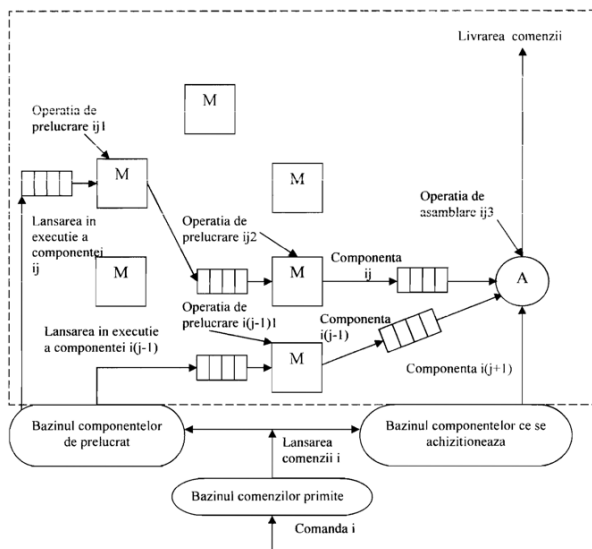 Livrarea comenzii
M
Operatia de
prelucrare ij1
M
M
Operatia de
asamblare ij3
Lansarea in
executie a
componentei
ij
Operatia de
prelucrare ij2
M
M
Componenta
ij
A
Operatia de
prelucrare i(j-1)1
Componenta
i(j-1)
Lansarea in executie
a componentei i(j-1)
M
Componenta i(j+1)
Bazinul componentelor
de prelucrat
Bazinul componentelor ce se
achizitioneaza
Lansarea
comenzii i
Bazinul comenzilor primite
Comanda i